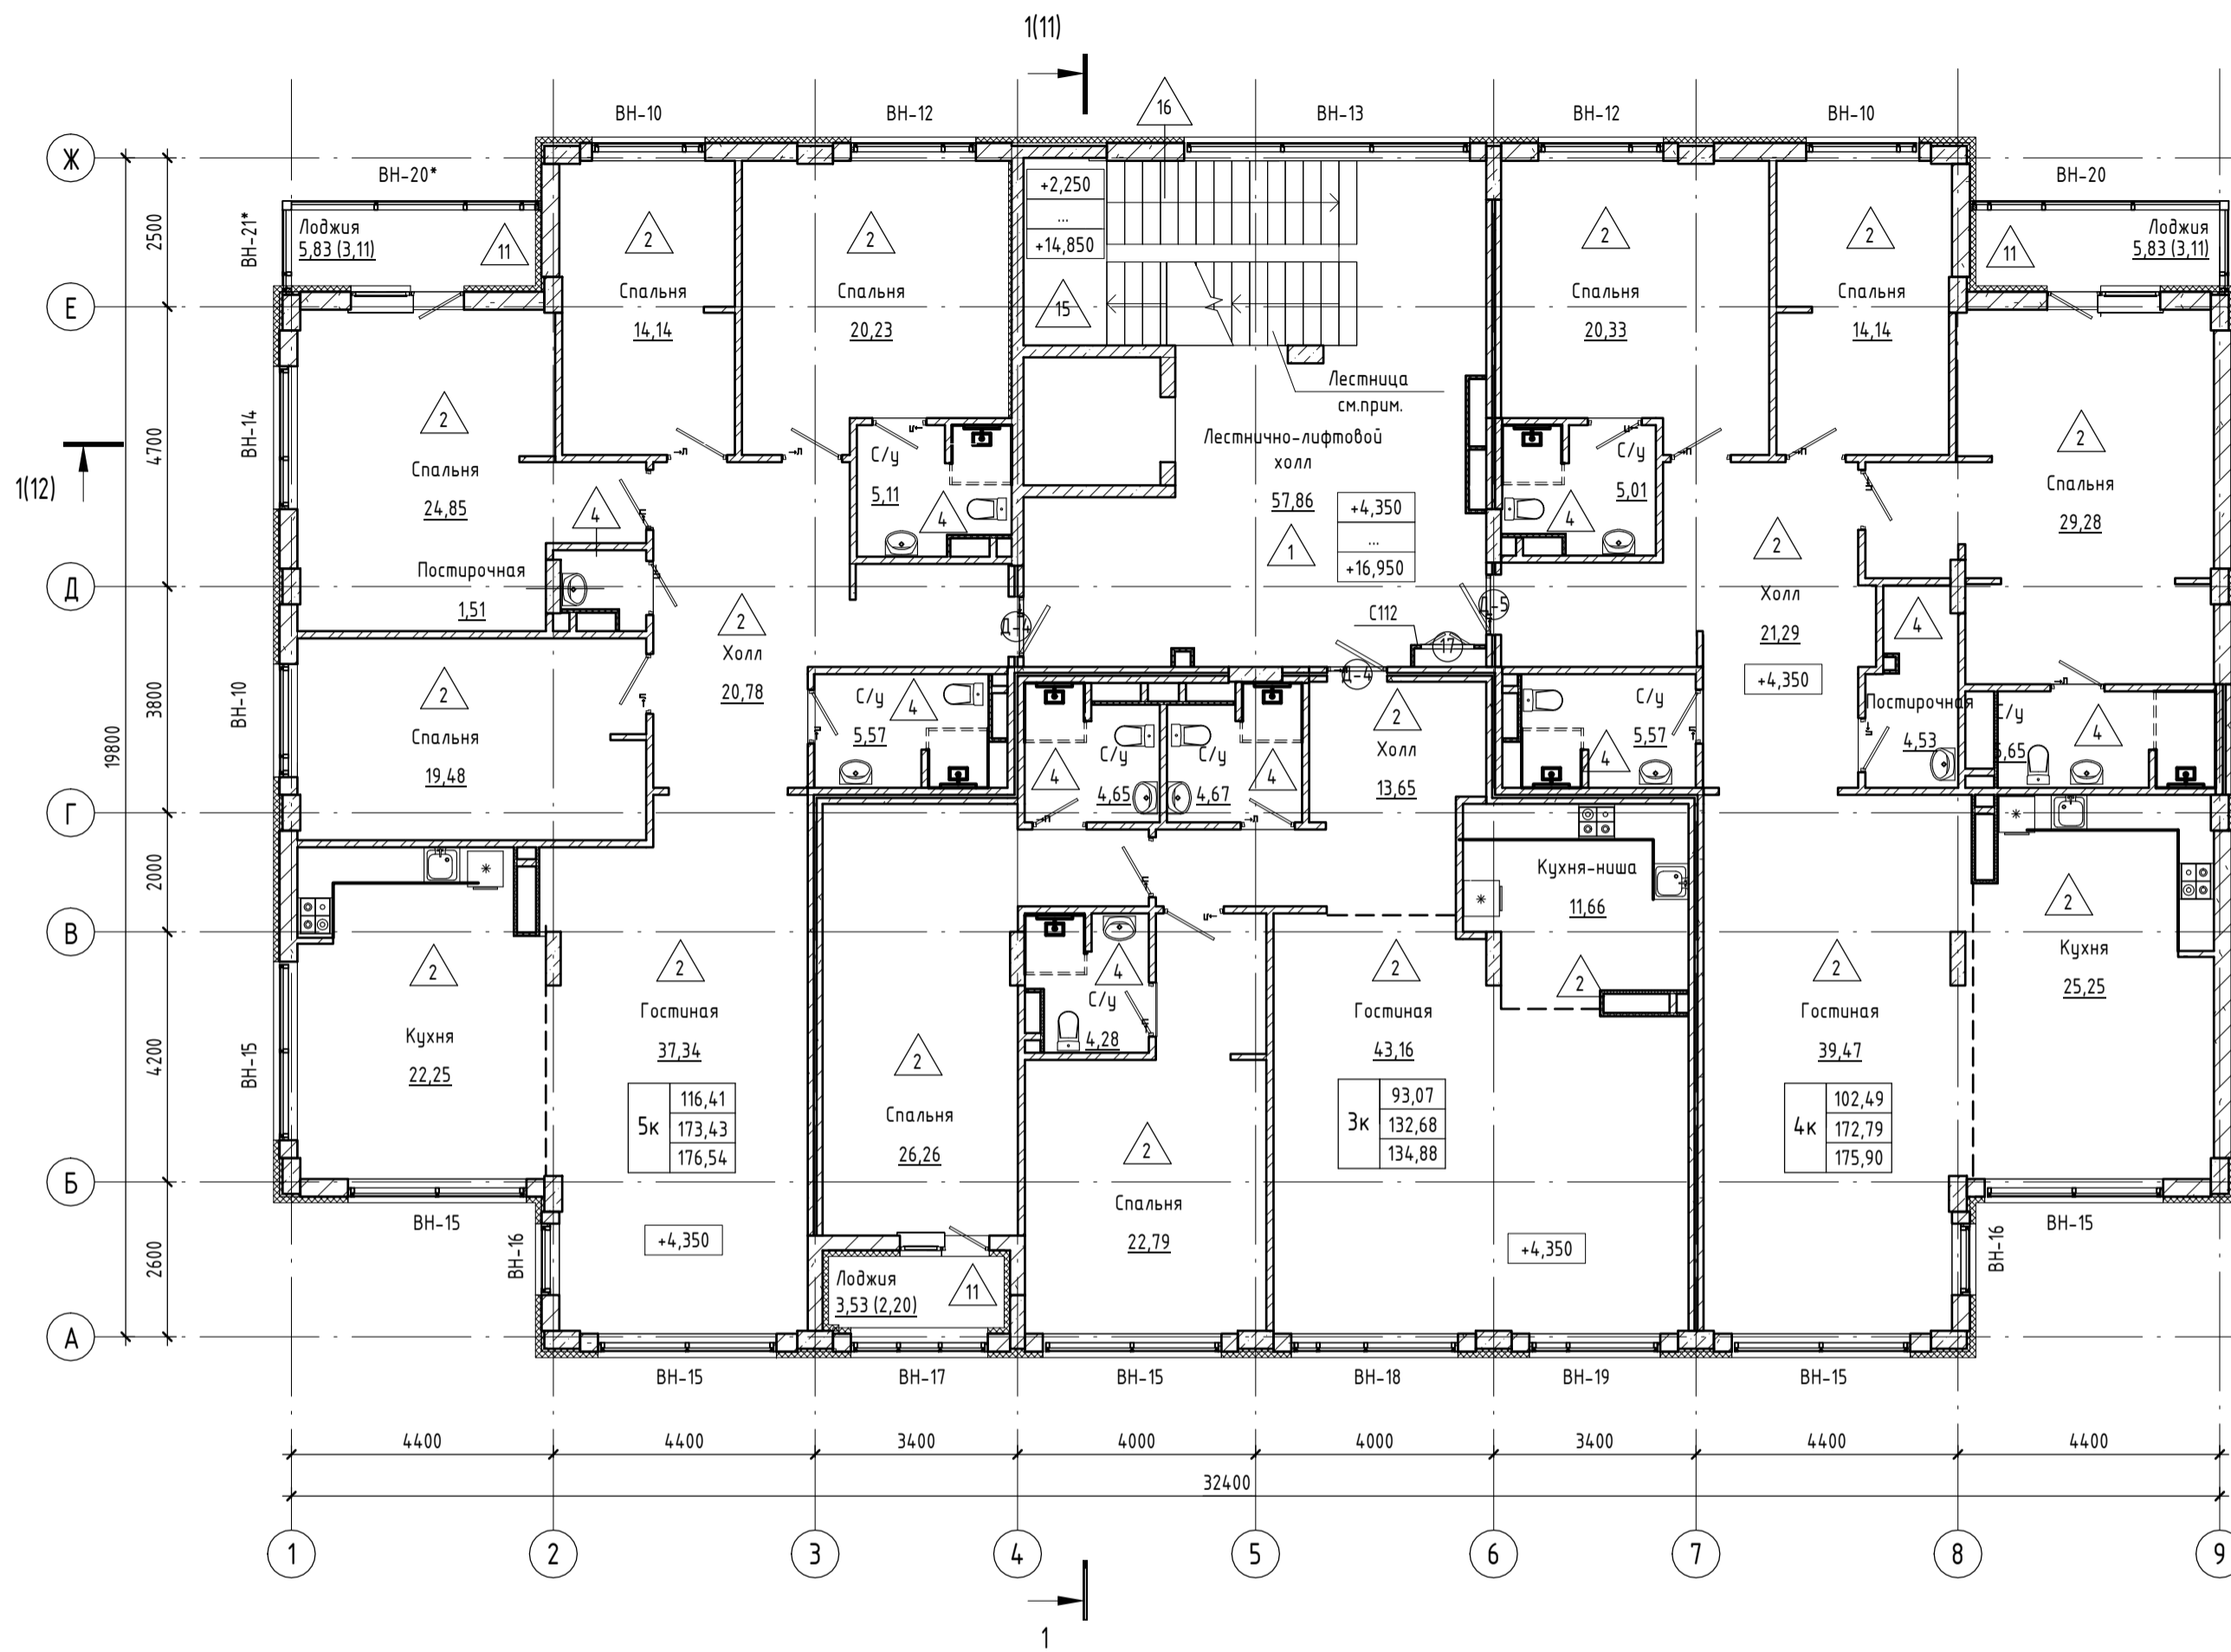 1(11)
ВН-10
ВН-12
16
ВН-13
ВН-12
ВН-10
Ж
ВН-20*
ВН-20
+2,250
...
+14,850
2500
ВН-21*
Лоджия
5,83 (3,11)
11
2
2
2
2
11
Лоджия
5,83 (3,11)
Е
Спальня
14,14
Спальня
20,23
15
Спальня
20,33
Спальня
14,14
Лестница
см.прим.
4700
ВН-14
2
Спальня
24,85
1(12)
С/у
5,11
4
Лестнично-лифтовой
холл
57,86
1
+4,350
...
+16,950
С/у
5,01
4
2
Спальня
29,28
4
Постирочная
1,51
Д
2
Холл
20,78
Д-4
С112
Д-5
17
Д-4
2
Холл
21,29
+4,350
4
3800
19800
ВН-10
2
Спальня
19,48
С/у
5,57
4
4
С/у
4,65
С/у
4,67
4
2
Холл
13,65
С/у
5,57
4
Постирочная
4,53
С/у
5,65
4
Г
2000
Кухня-ниша
11,66
2
В
2
2
4
С/у
4,28
2
2
2
Кухня
25,25
4200
ВН-15
Кухня
22,25
Гостиная
37,34
5к
116,41
173,43
176,54
2
Спальня
26,26
Гостиная
43,16
3к
93,07
132,68
134,88
Гостиная
39,47
4к
102,49
172,79
175,90
2
Спальня
22,79
Б
ВН-15
ВН-16
+4,350
+4,350
ВН-16
ВН-15
2600
Лоджия
3,53 (2,20)
11
А
ВН-15
ВН-17
ВН-15
ВН-18
ВН-19
ВН-15
4400
4400
3400
4000
4000
3400
4400
4400
32400
1
2
3
4
5
6
7
8
9
1